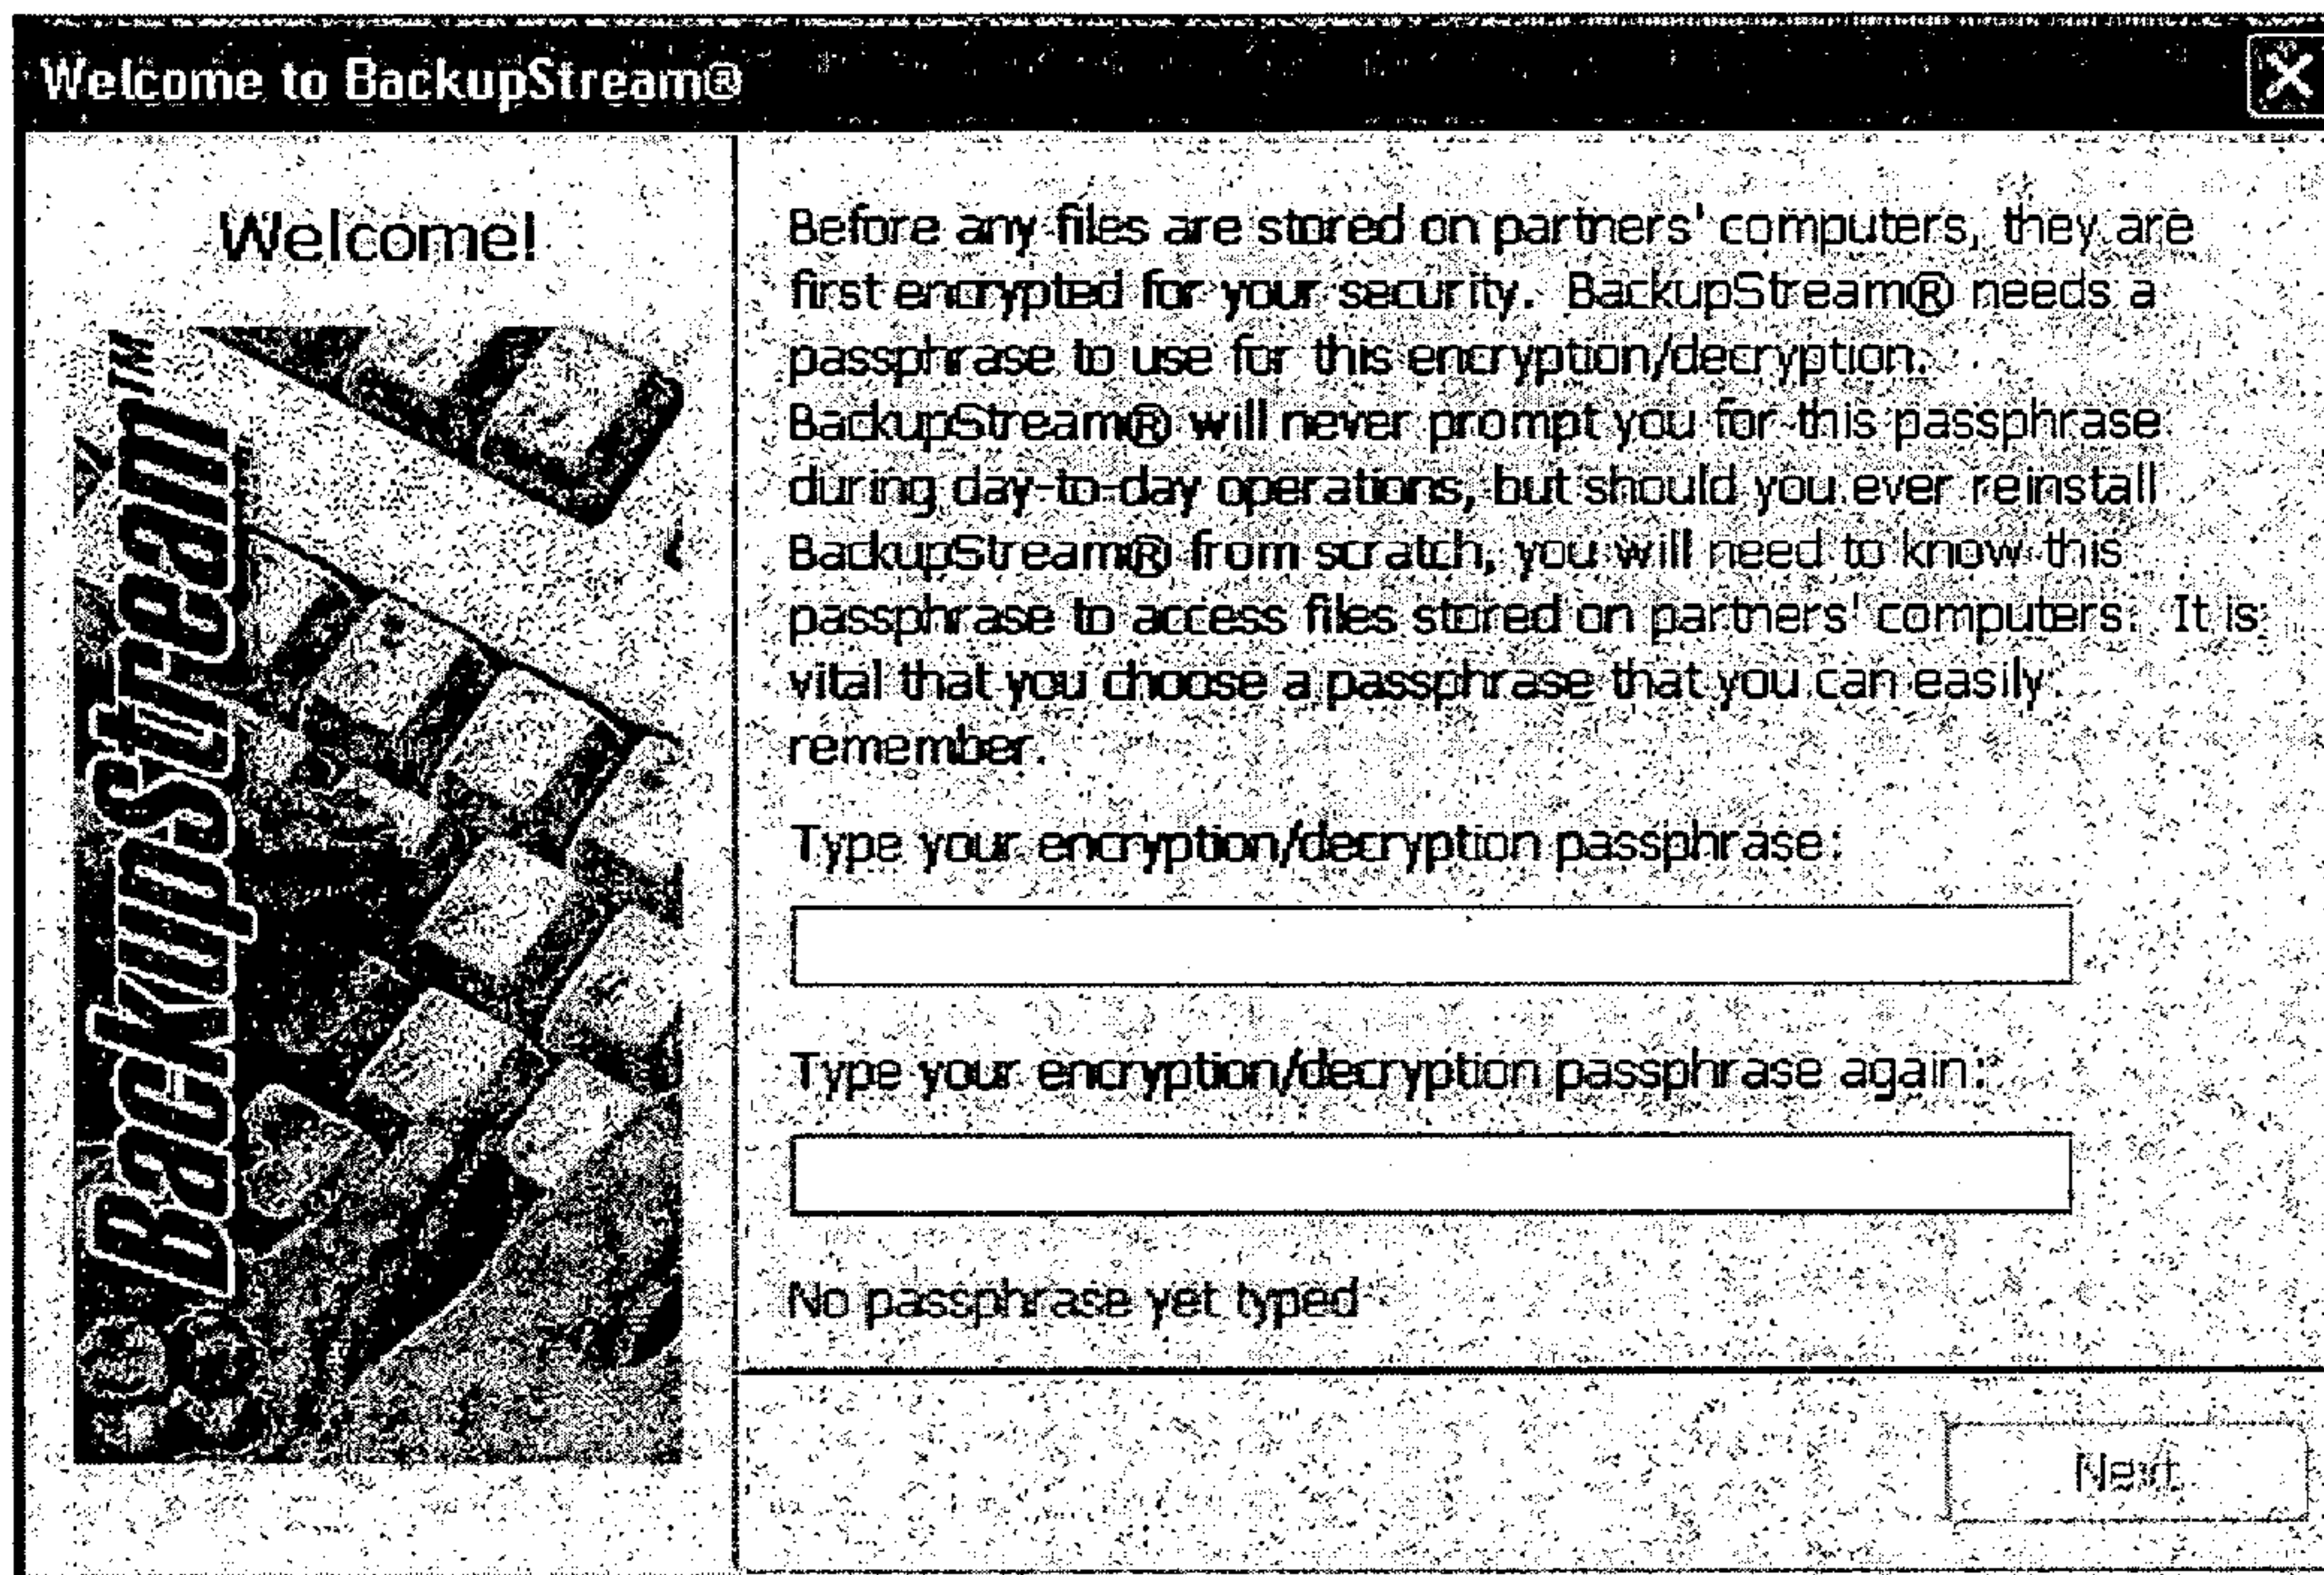 Welcome to BackupStream®
Welcome!
BackupStream™
Before any files are stored on partners' computers, they are
first encrypted for your security. BackupStream® needs a
passphrase to use for this encryption/decryption.
BackupStream® will never prompt you for this passphrase
during day-to-day operations, but should you ever reinstall
BackupStream® from scratch, you will need to know this
passphrase to access files stored on partners' computers. It is
vital that you choose a passphrase that you can easily
remember.
Type your encryption/decryption passphrase:
Type your encryption/decryption passphrase again:
No passphrase yet typed
Next